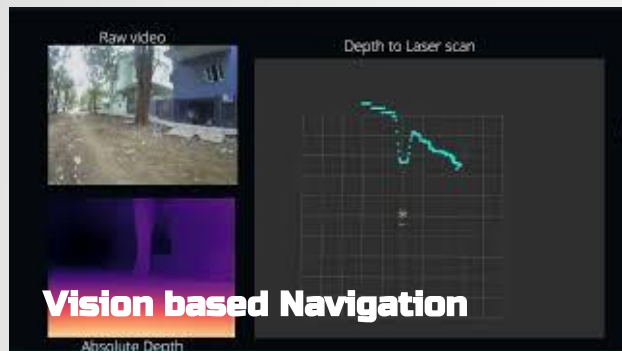 Raw video
Depth to Laser scan
Vision based Navigation
Absolute Depth